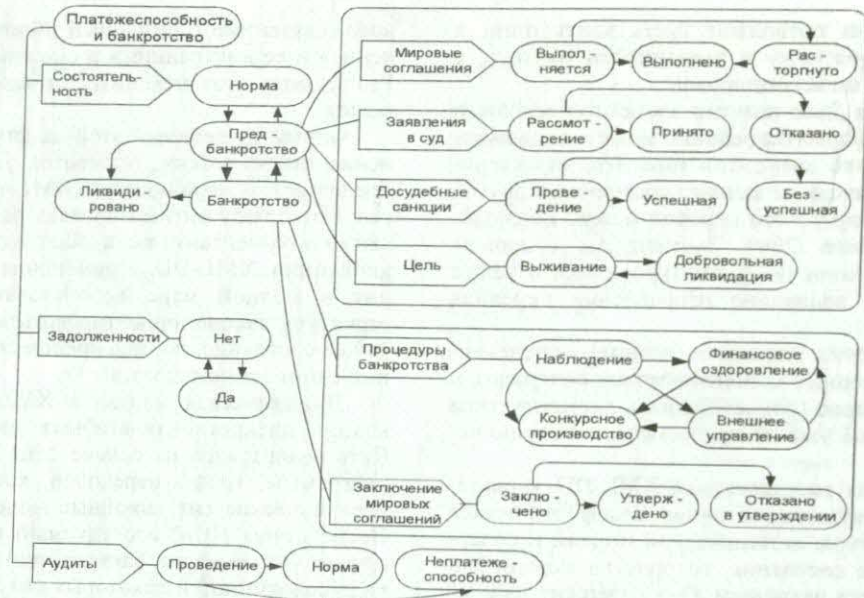 Платежеспособность
и банкротство
Состоятель-
ность
Норма
Пред -
банкротство
Ликвиди -
ровано
Банкротство
Задолженности
Нет
Да
Мировые
соглашения
Выпол -
няется
Выполнено
Рас -
торгнуто
Заявления
в суд
Рассмот -
рение
Принято
Отказано
Досудебные
санкции
Прове -
дение
Успешная
Без -
успешная
Цель
Выживание
Добровольная
ликвидация
Процедуры
банкротства
Наблюдение
Финансовое
оздоровление
Конкурсное
производство
Внешнее
управление
Заключение
мировых
соглашений
Заклю -
чено
Утверж -
дено
Отказано
в утверждении
Аудиты
Проведение
Норма
Неплатеже -
способность